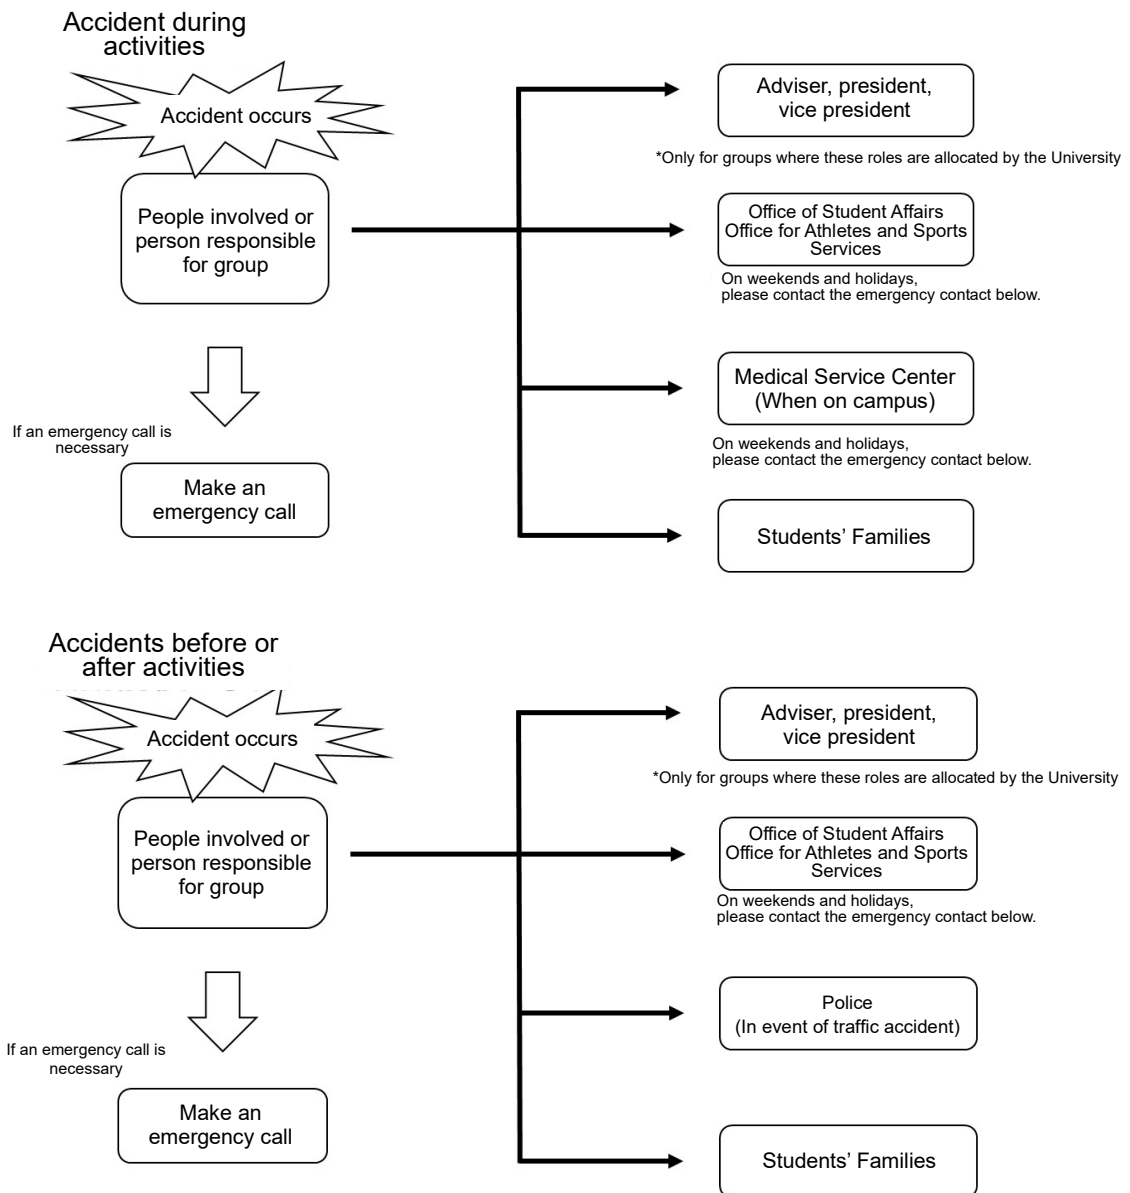 Accident during
activities
Accident occurs
People involved or
person responsible
for group
If an emergency call is
necessary
Make an
emergency call
Adviser, president,
vice president
*Only for groups where these roles are allocated by the University
Office of Student Affairs
Office for Athletes and Sports
Services
On weekends and holidays,
please contact the emergency contact below.
Medical Service Center
(When on campus)
On weekends and holidays,
please contact the emergency contact below.
Students’ Families
Accidents before or
after activities
Accident occurs
People involved or
person responsible
for group
If an emergency call is
necessary
Make an
emergency call
Adviser, president,
vice president
*Only for groups where these roles are allocated by the University
Office of Student Affairs
Office for Athletes and Sports
Services
On weekends and holidays,
please contact the emergency contact below.
Police
(In event of traffic accident)
Students’ Families